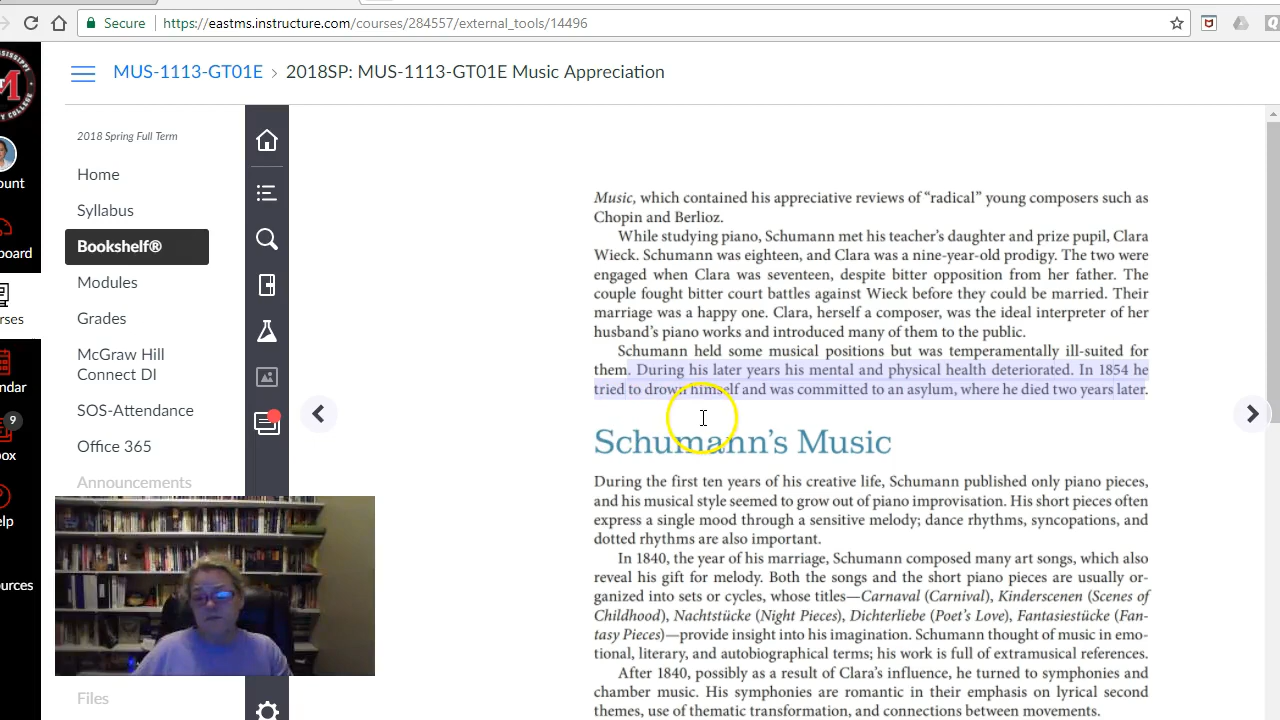 Secure
https://eastms.instructure.com/courses/284557/external_tools/14496
MUS-1113-GT01E > 2018SP: MUS-1113-GT01E Music Appreciation
2018 Spring Full Term
Home
Syllabus
Bookshelf®
Modules
Grades
McGraw Hill
Connect DI
SOS-Attendance
Office 365
Announcements
Files
M
ount
board
rses
ndar
9
box
elp
ources
Music, which contained his appreciative reviews of “radical” young composers such as
Chopin and Berlioz.
While studying piano, Schumann met his teacher’s daughter and prize pupil, Clara
Wieck. Schumann was eighteen, and Clara was a nine-year-old prodigy. The two were
engaged when Clara was seventeen, despite bitter opposition from her father. The
couple fought bitter court battles against Wieck before they could be married. Their
marriage was a happy one. Clara, herself a composer, was the ideal interpreter of her
husband’s piano works and introduced many of them to the public.
Schumann held some musical positions but was temperamentally ill-suited for
them. During his later years his mental and physical health deteriorated. In 1854 he
tried to drown himself and was committed to an asylum, where he died two years later.
Schumann’s Music
During the first ten years of his creative life, Schumann published only piano pieces,
and his musical style seemed to grow out of piano improvisation. His short pieces often
express a single mood through a sensitive melody; dance rhythms, syncopations, and
dotted rhythms are also important.
In 1840, the year of his marriage, Schumann composed many art songs, which also
reveal his gift for melody. Both the songs and the short piano pieces are usually or-
ganized into sets or cycles, whose titles—Carnaval (Carnival), Kinderscenen (Scenes of
Childhood), Nachtstücke (Night Pieces), Dichterliebe (Poet’s Love), Fantasiestücke (Fan-
tasy Pieces)—provide insight into his imagination. Schumann thought of music in emo-
tional, literary, and autobiographical terms; his work is full of extramusical references.
After 1840, possibly as a result of Clara’s influence, he turned to symphonies and
chamber music. His symphonies are romantic in their emphasis on lyrical second
themes, use of thematic transformation, and connections between movements.